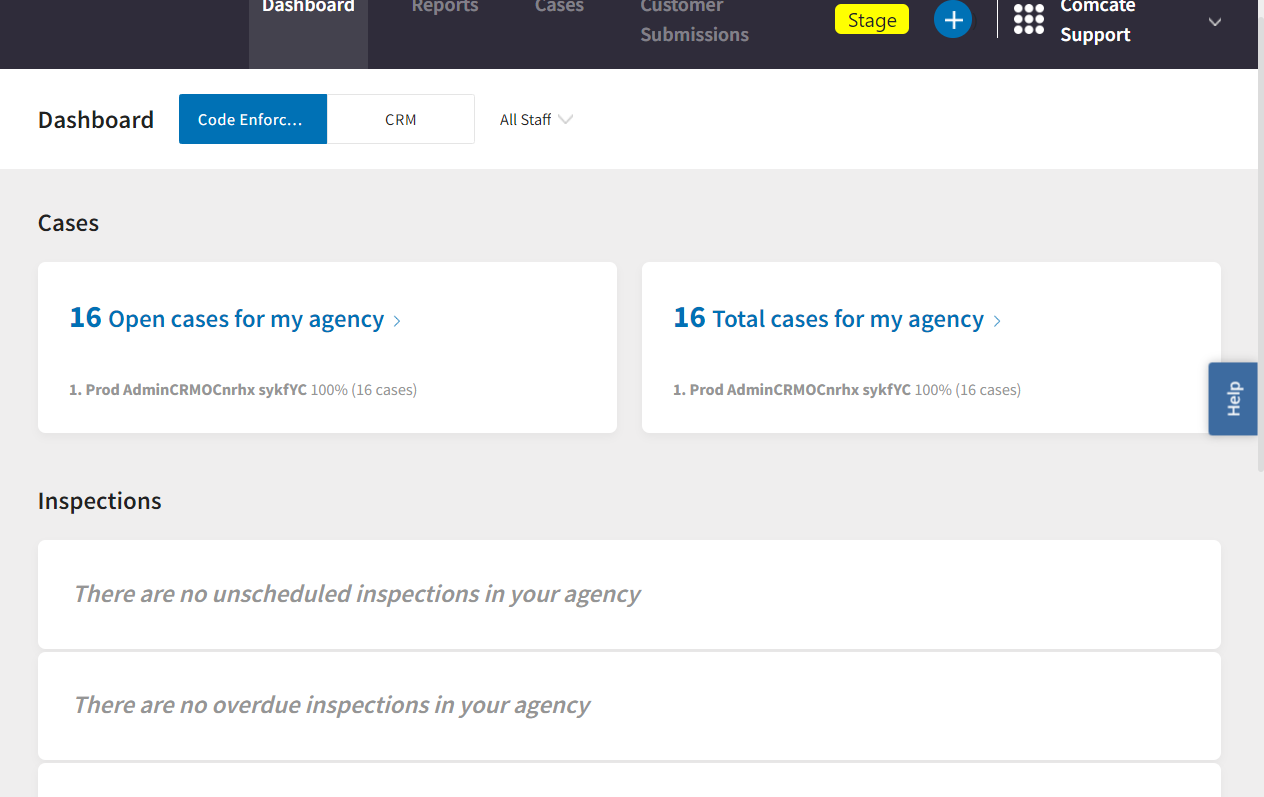 Dashboard
Reports
Cases
Customer
Submissions
Stage
Comcate
Support
Dashboard
Code Enforc...
CRM
All Staff
Cases
16 Open cases for my agency
1. Prod AdminCRMOCnrhx sykfYC 100% (16 cases)
16 Total cases for my agency
1. Prod AdminCRMOCnrhx sykfYC 100% (16 cases)
Help
Inspections
There are no unscheduled inspections in your agency
There are no overdue inspections in your agency